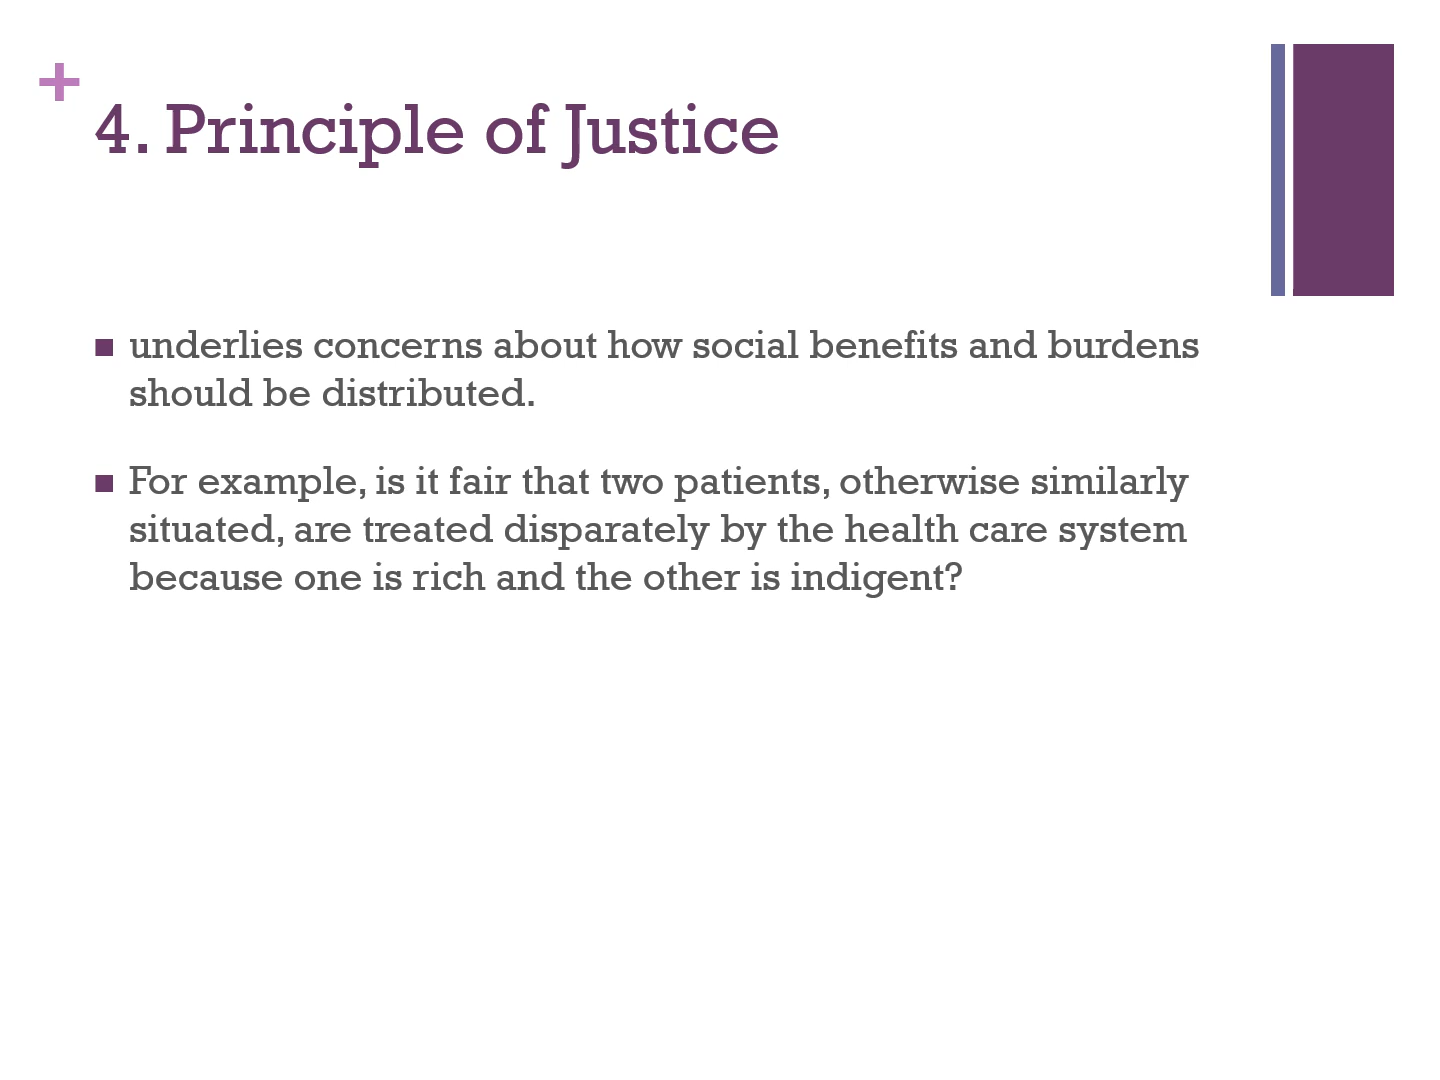 +
4. Principle of Justice
■ underlies concerns about how social benefits and burdens
should be distributed.
■ For example, is it fair that two patients, otherwise similarly
situated, are treated disparately by the health care system
because one is rich and the other is indigent?